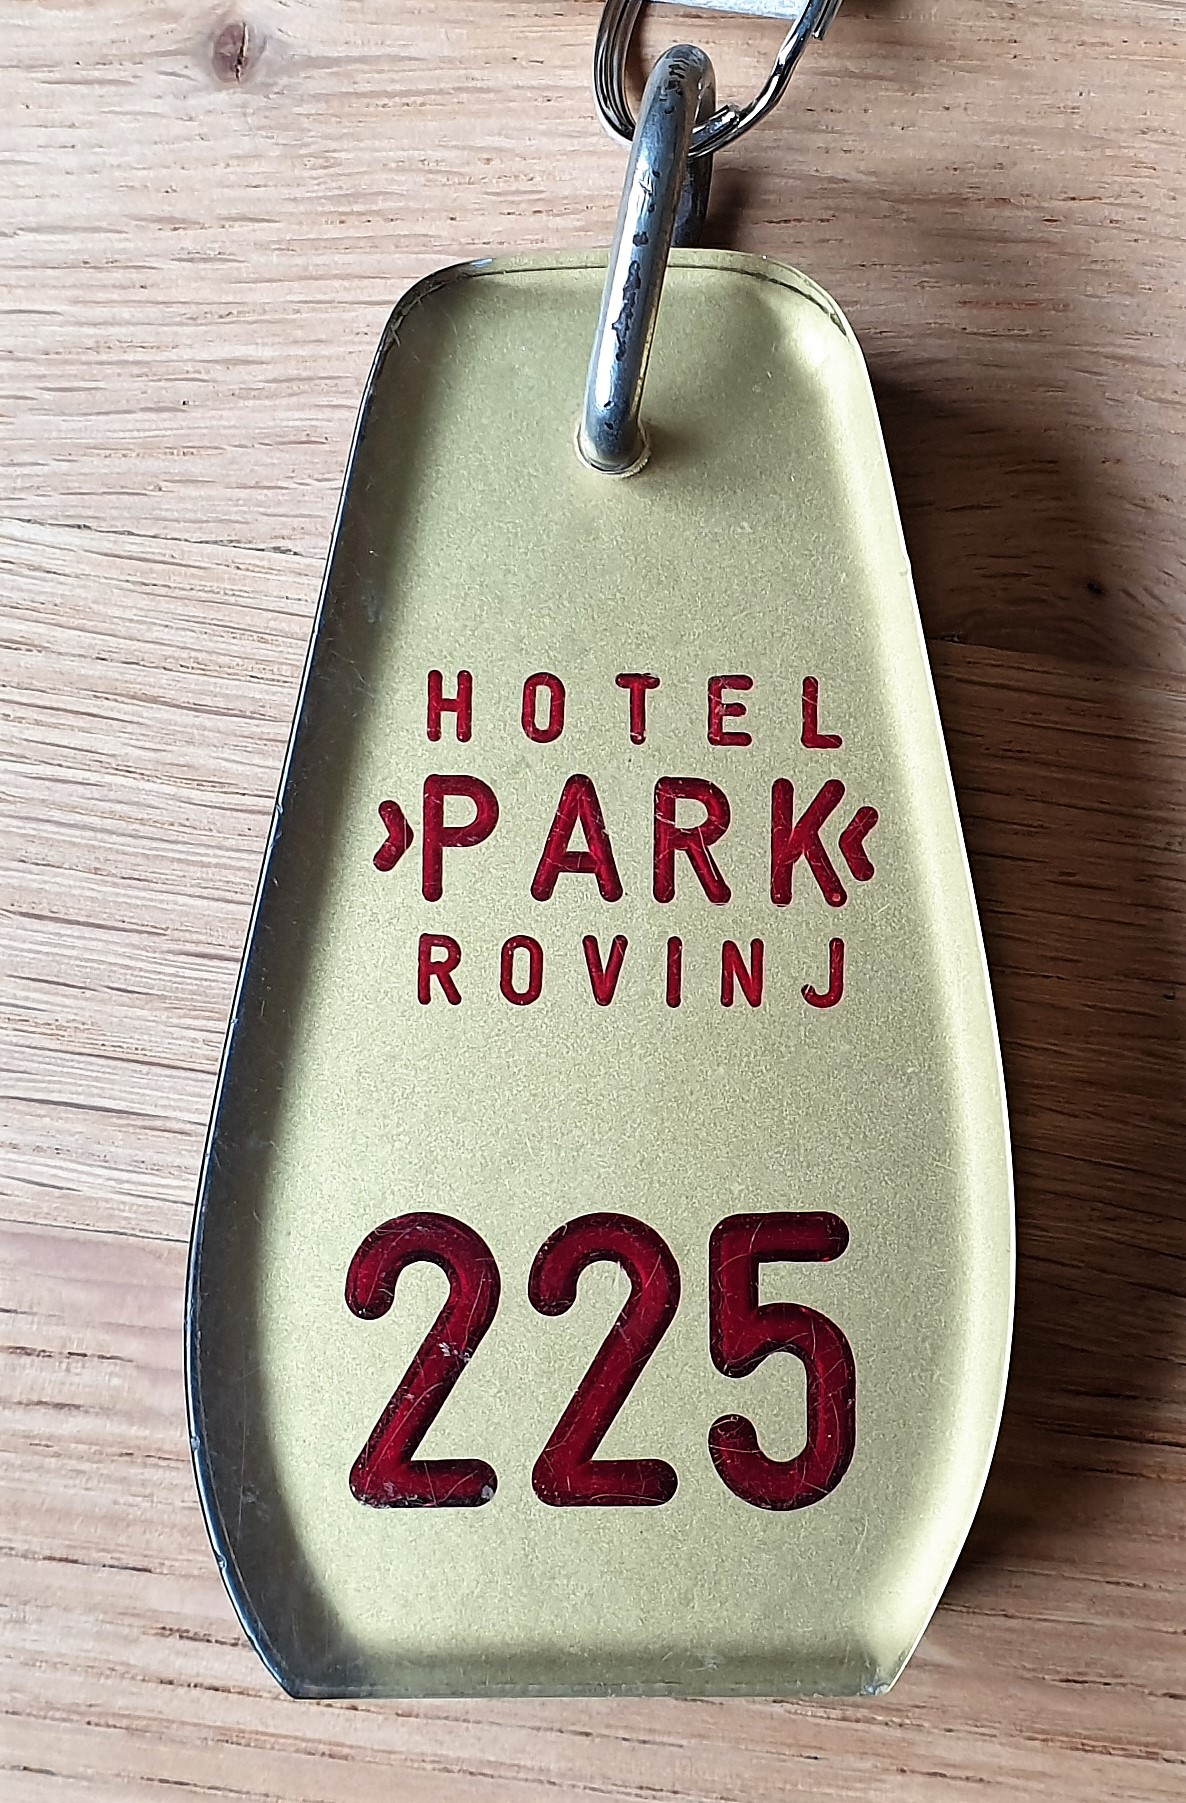 HOTEL
›PARK‹
ROVINJ
225